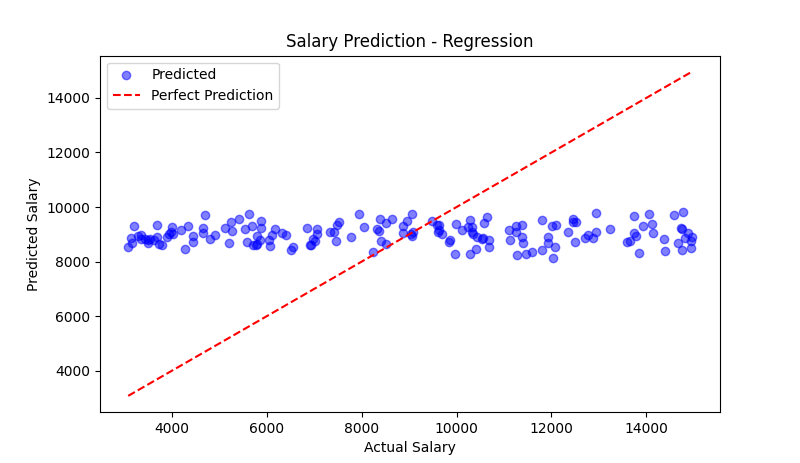 Salary Prediction - Regression
Predicted
Perfect Prediction
14000
12000
10000
8000
6000
4000
Predicted Salary
4000 6000 8000 10000 12000 14000
Actual Salary